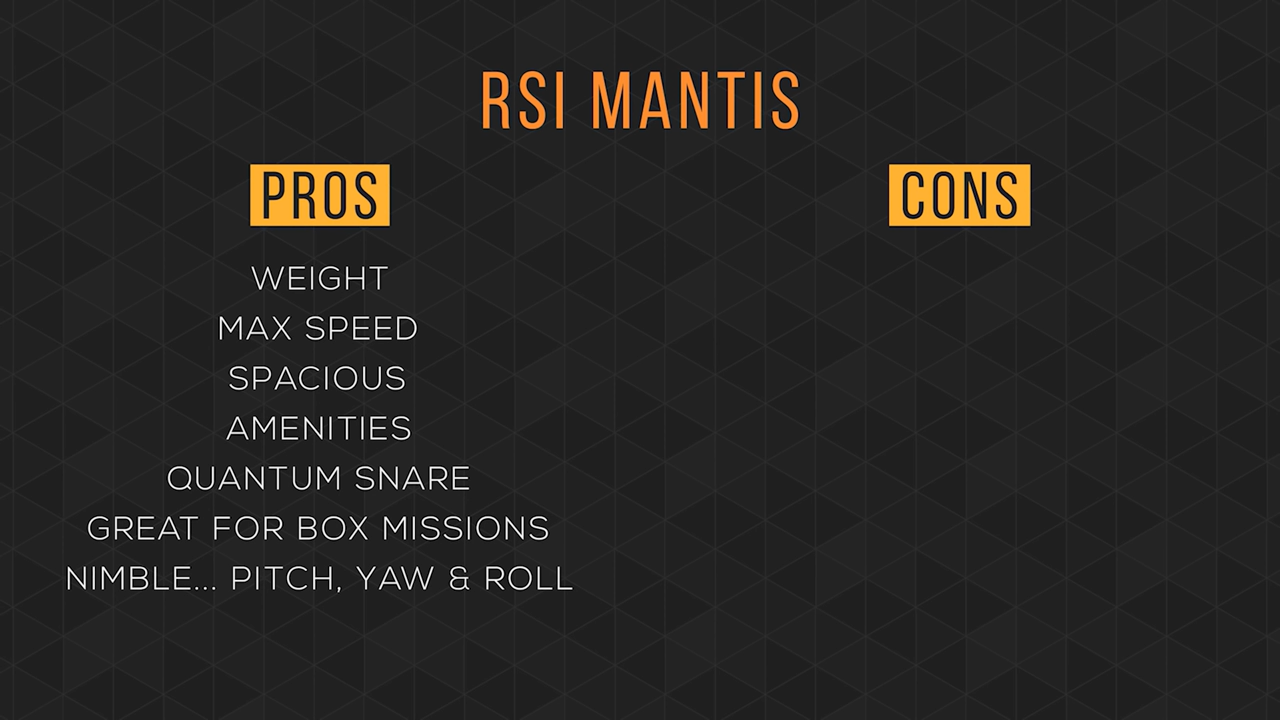 RSI MANTIS
PROS
CONS
WEIGHT
MAX SPEED
SPACIOUS
AMENITIES
QUANTUM SNARE
GREAT FOR BOX MISSIONS
NIMBLE... PITCH, YAW & ROLL